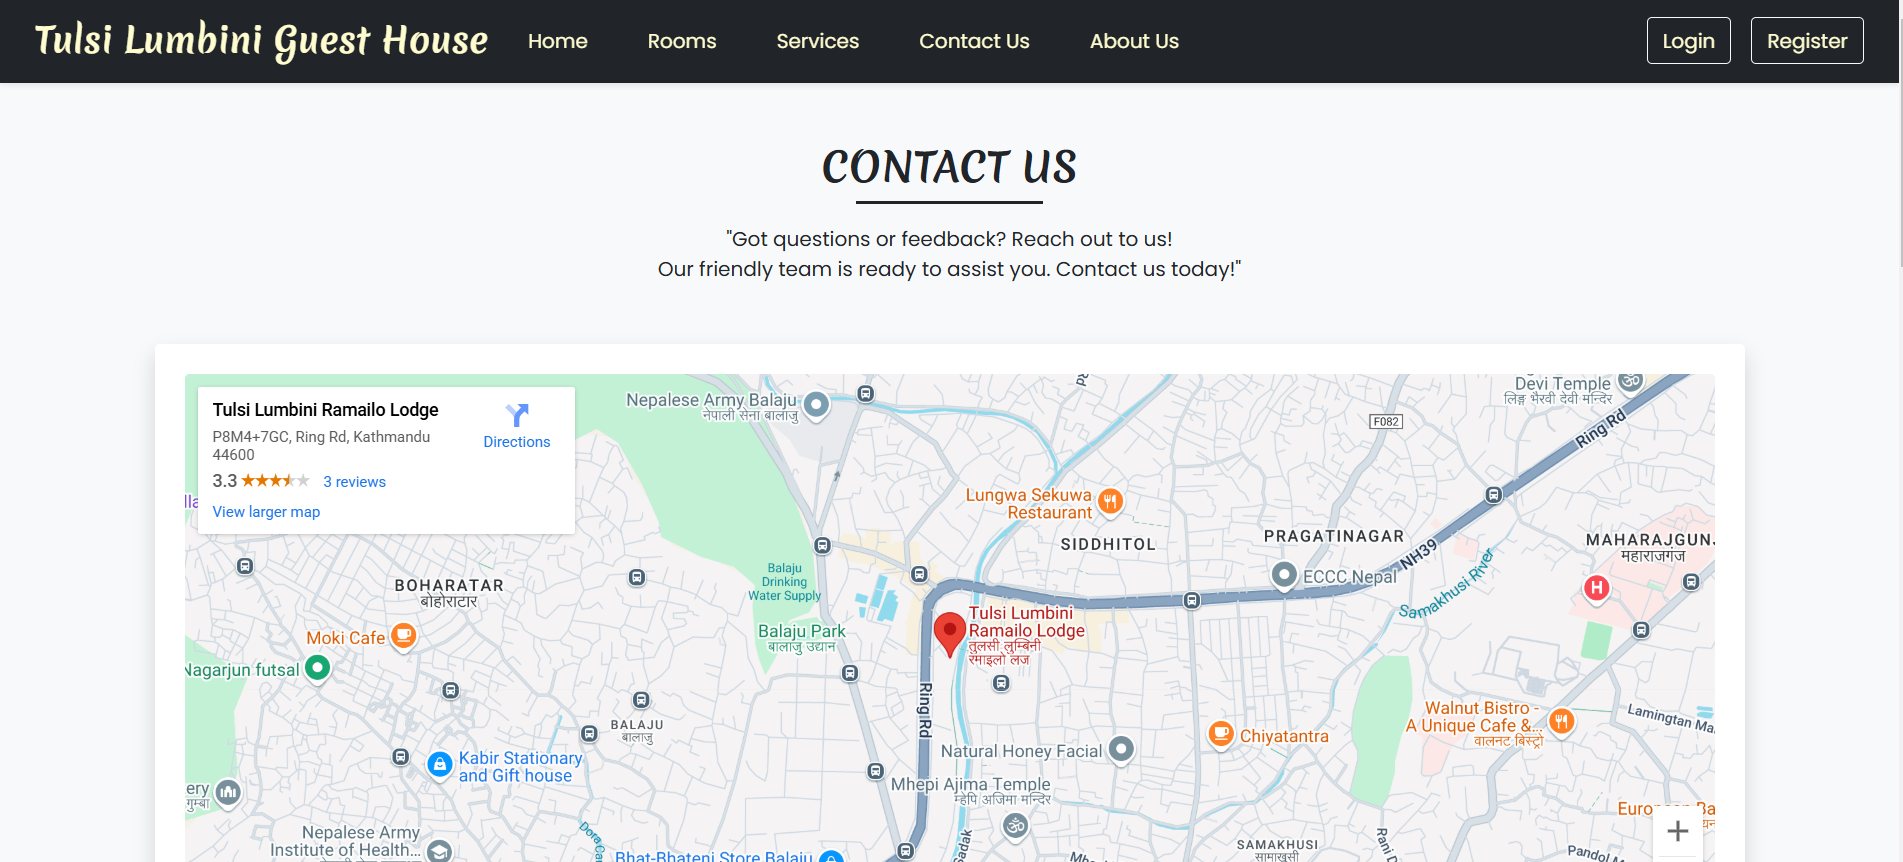 Tulsi Lumbini Guest House
Home
Rooms
Services
Contact Us
About Us
Login
Register
CONTACT US
"Got questions or feedback? Reach out to us!
Our friendly team is ready to assist you. Contact us today!"
Tulsi Lumbini Ramailo Lodge
P8M4+7GC, Ring Rd, Kathmandu
44600
3.3
3 reviews
View larger map
Directions
Nepalese Army Balaju
नेपाली सेना बालाजु
Devi Temple
लिङ्ग भैरवी देवी मन्दिर
F082
Ring Rd
Lungwa Sekuwa
Restaurant
SIDDHITOL
PRAGATINAGAR
NH39
MAHARAJGUNJ
महाराजगंज
ECCC Nepal
Samakhusi River
BOHARATAR
बोहोराटार
Balaju
Drinking
Water Supply
Tulsi Lumbini
Ramailo Lodge
तुलसी लुम्बिनी
रमाइलो लज
Balaju Park
बालाजु उद्यान
Moki Cafe
Nagarjun futsal
Ring Rd
BALAJU
बालाजु
Walnut Bistro -
A Unique Cafe &...
वालनट बिस्ट्रो
Lamingtan Ma
Chiyatantra
Natural Honey Facial
Kabir Stationary
and Gift house
Mhepi Ajima Temple
म्हेपि अजिमा मन्दिर
ery
गुम्बा
Nepalese Army
Institute of Health...
Bhat-Bhateni Store Balaju
SAMAKHUSI
सामाखुसी
Pandol M
+